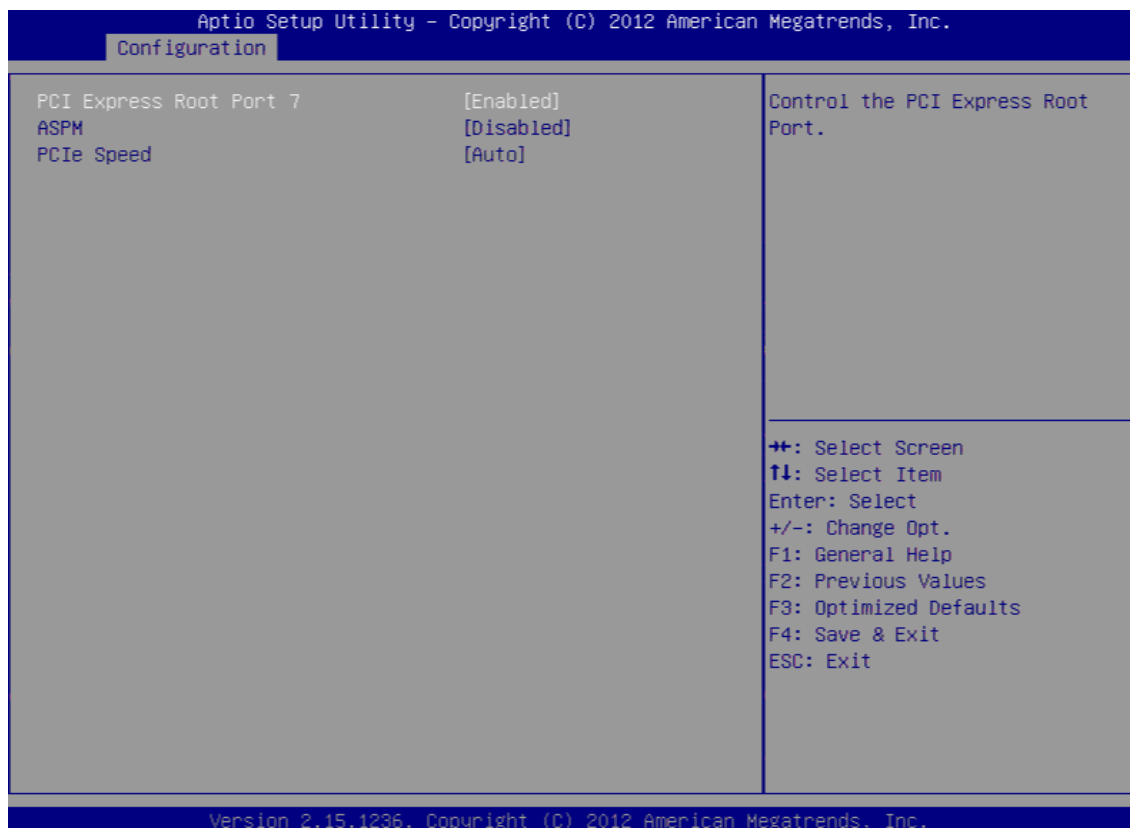 Aptio Setup Utility – Copyright (C) 2012 American Megatrends, Inc.
Configuration
PCI Express Root Port 7 [Enabled]
ASPM [Disabled]
PCIe Speed [Auto]
Control the PCI Express Root
Port.
→←: Select Screen
↑↓: Select Item
Enter: Select
+/-: Change Opt.
F1: General Help
F2: Previous Values
F3: Optimized Defaults
F4: Save & Exit
ESC: Exit
Version 2.15.1236. Copyright (C) 2012 American Megatrends, Inc.